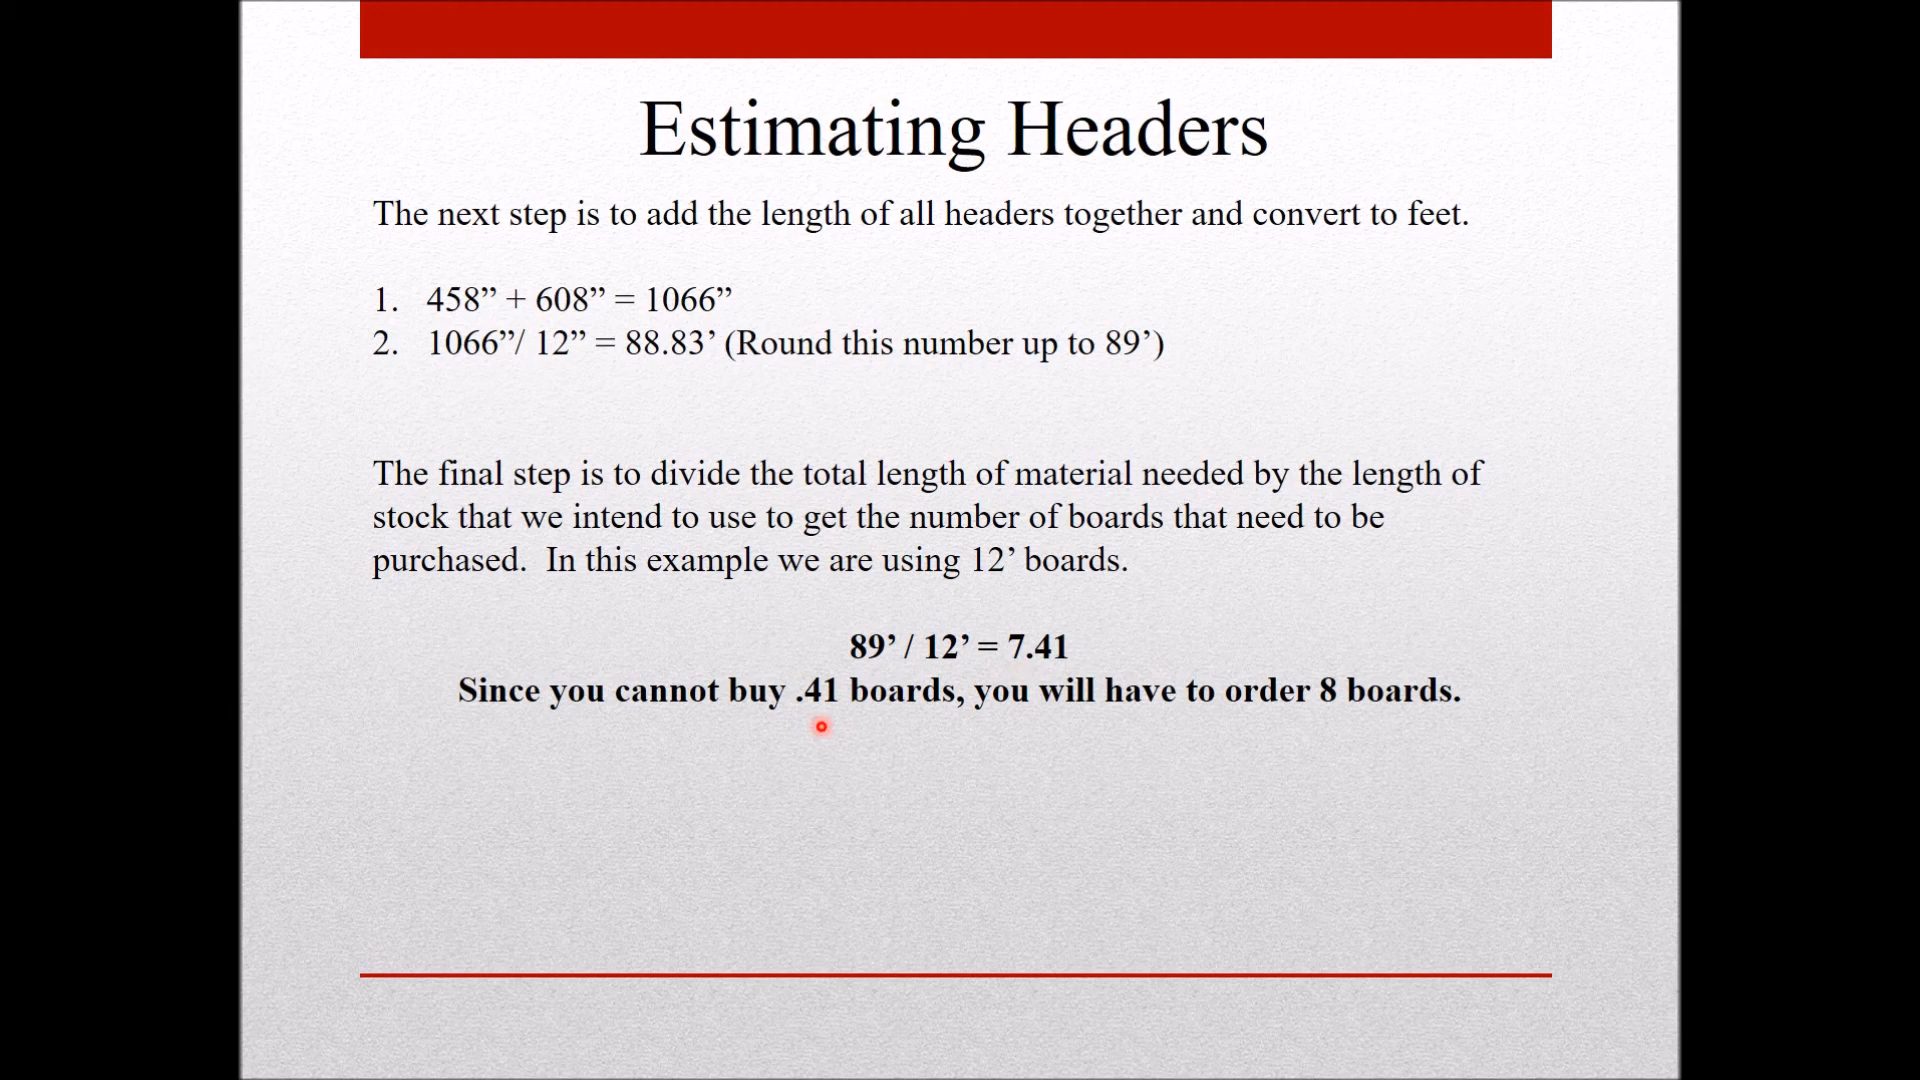 Estimating Headers
The next step is to add the length of all headers together and convert to feet.
1. 458” + 608” = 1066”
2. 1066”/ 12” = 88.83’ (Round this number up to 89’)
The final step is to divide the total length of material needed by the length of
stock that we intend to use to get the number of boards that need to be
purchased. In this example we are using 12’ boards.
89’ / 12’ = 7.41
Since you cannot buy .41 boards, you will have to order 8 boards.